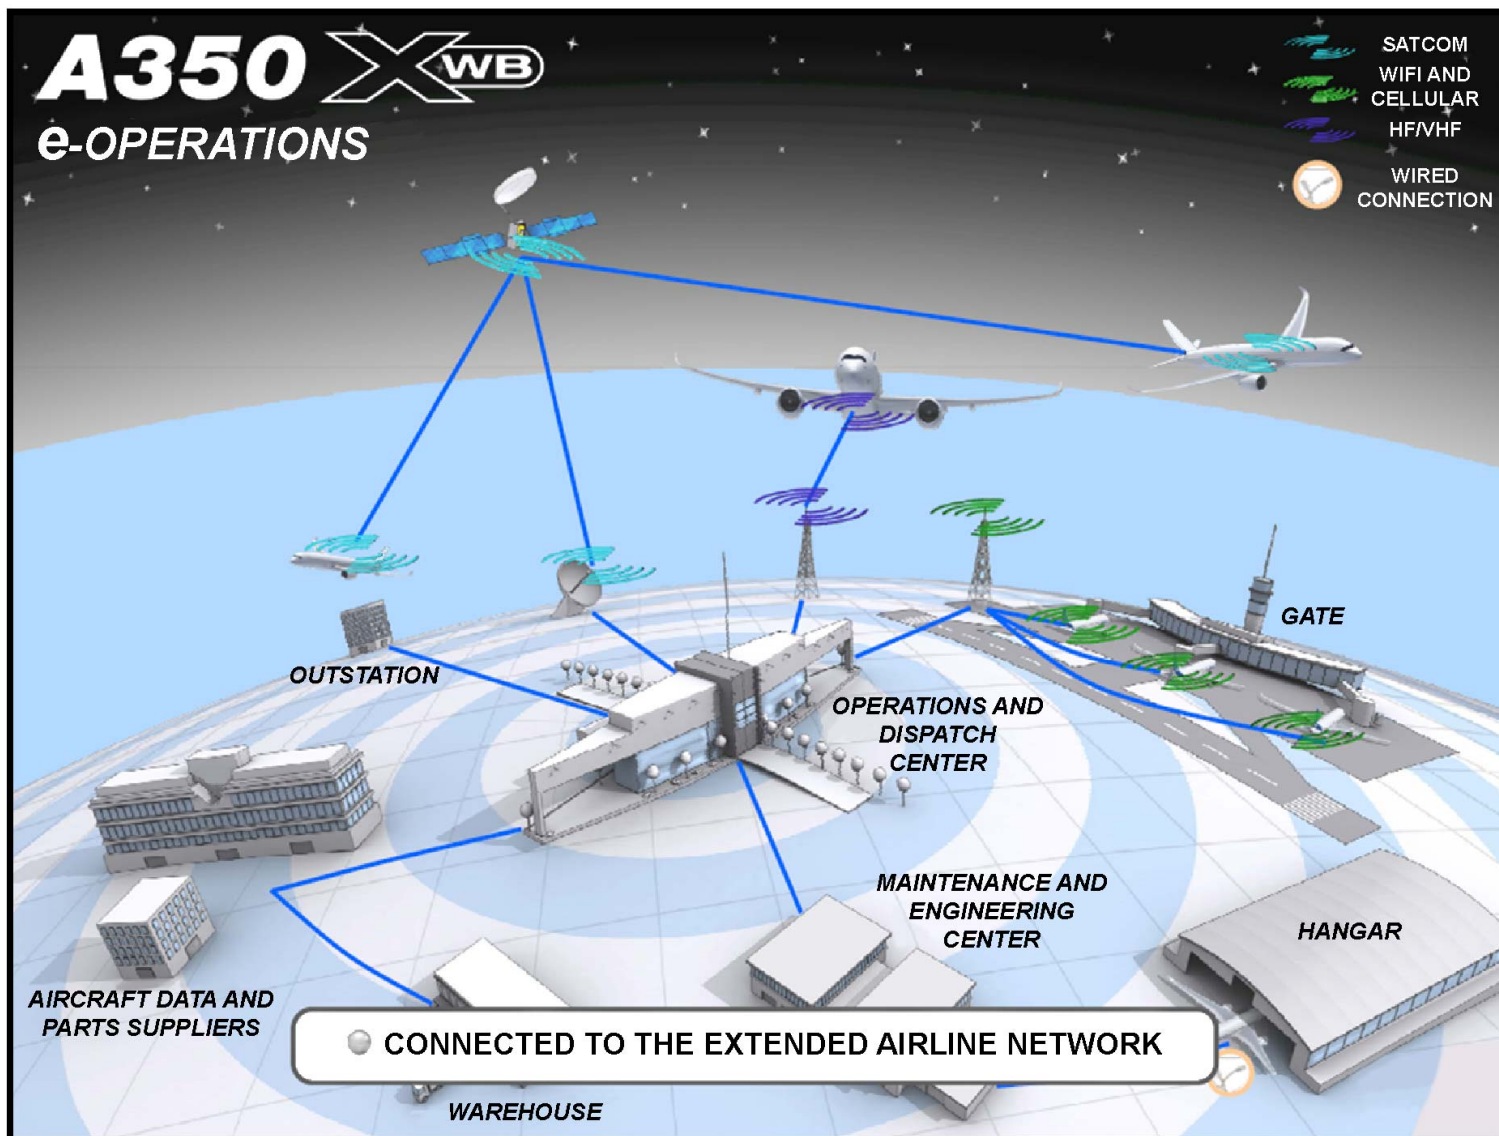 A350 XWB
e-OPERATIONS
SATCOM
WIFI AND
CELLULAR
HF/VHF
WIRED
CONNECTION
GATE
OUTSTATION
OPERATIONS AND
DISPATCH
CENTER
MAINTENANCE AND
ENGINEERING
CENTER
HANGAR
AIRCRAFT DATA AND
PARTS SUPPLIERS
CONNECTED TO THE EXTENDED AIRLINE NETWORK
WAREHOUSE